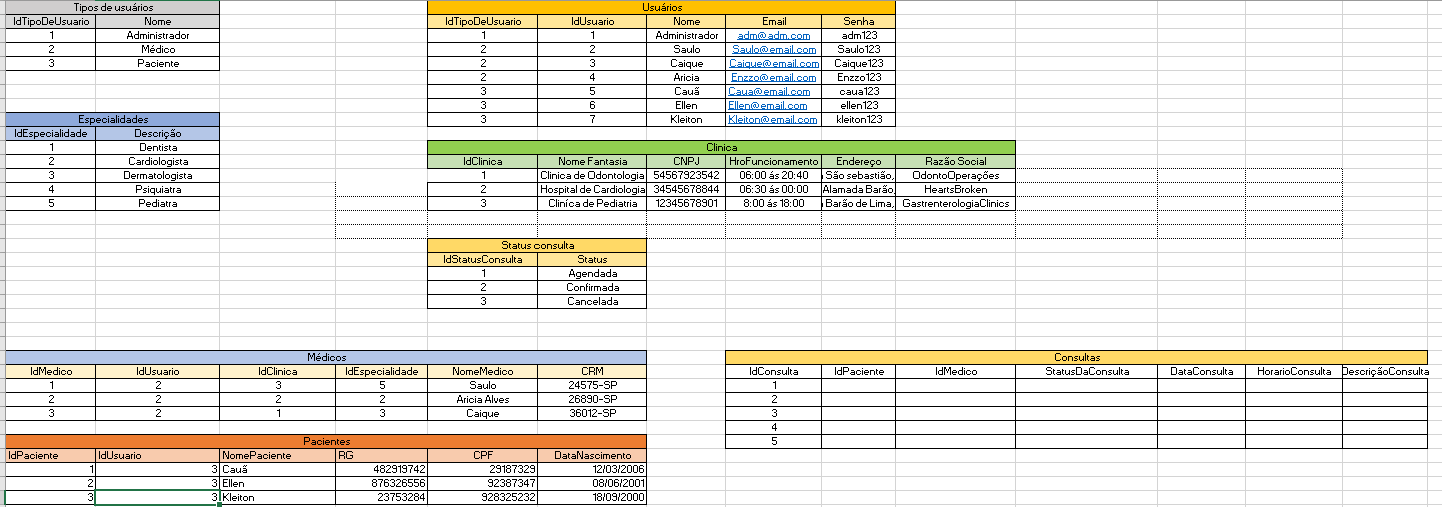 Tipos de usuários
IdTipoDeUsuario Nome
1 Administrador
2 Médico
3 Paciente
Usuários
IdTipoDeUsuario IdUsuario Nome Email Senha
1 1 Administrador adm@adm.com adm123
2 2 Saulo Saulo@email.com Saulo123
2 3 Caique Caique@email.com Caique123
2 4 Aricia Enzzo@email.com Enzzo123
3 5 Cauã Caua@email.com caua123
3 6 Ellen Ellen@email.com ellen123
3 7 Kleiton Kleiton@email.com kleiton123
Especialidades
IdEspecialidade Descrição
1 Dentista
2 Cardiologista
3 Dermatologista
4 Psiquiatra
5 Pediatra
Clinica
IdClinica Nome Fantasia CNPJ HroFuncionamento Endereço Razão Social
1 Clinica de Odontologia 54567923542 06:00 ás 20:40 São sebastião, OdontoOperações
2 Hospital de Cardiologia 34545678844 06:30 ás 00:00 Alamada Barão, HeartsBroken
3 Cliníca de Pediatria 12345678901 8:00 ás 18:00 Barão de Lima, GastrenterologiaClinics
Status consulta
IdStatusConsulta Status
1 Agendada
2 Confirmada
3 Cancelada
Médicos
IdMedico IdUsuario IdClinica IdEspecialidade NomeMedico CRM
1 2 3 5 Saulo 24575-SP
2 2 2 2 Aricia Alves 26890-SP
3 2 1 3 Caique 36012-SP
Consultas
IdConsulta IdPaciente IdMedico StatusDaConsulta DataConsulta HorarioConsulta DescriçãoConsulta
1
2
3
4
5
Pacientes
IdPaciente IdUsuario NomePaciente RG CPF DataNascimento
1 3 Cauã 482919742 29187329 12/03/2006
2 3 Ellen 876326556 92387347 08/06/2001
3 3 Kleiton 23753284 928325232 18/09/2000